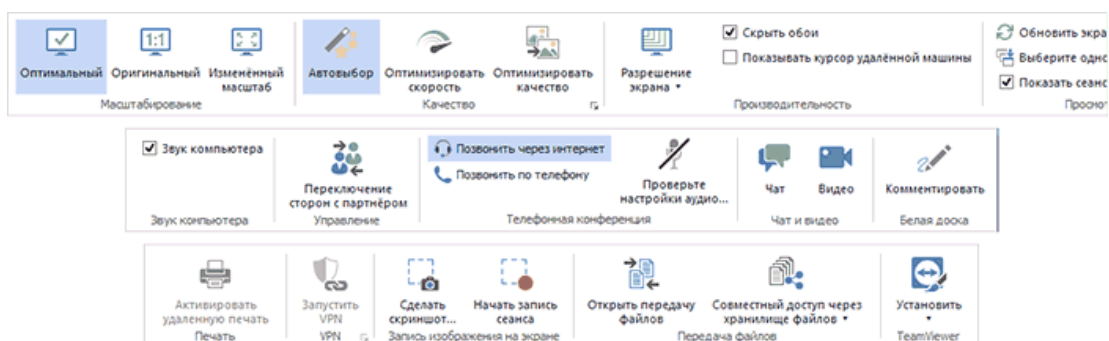 Оптимальный
Оригинальный
Изменённый
масштаб
Масштабирование
Автовыбор
Оптимизировать
скорость
Оптимизировать
качество
Качество
Разрешение
экрана
Скрыть обои
Показывать курсор удалённой машины
Производительность
Обновить экра
Выберите одно
Показать сеанс
Просмот
Звук компьютера
Звук компьютера
Переключение
сторон с партнёром
Управление
Позвонить через интернет
Позвонить по телефону
Проверьте
настройки аудио...
Телефонная конференция
Чат
Видео
Чат и видео
Комментировать
Белая доска
Активировать
удаленную печать
Печать
Запустить
VPN
VPN
Сделать
скриншот...
Начать запись
сеанса
Запись изображения на экране
Открыть передачу
файлов
Совместный доступ через
хранилище файлов
Передача файлов
Установить
TeamViewer